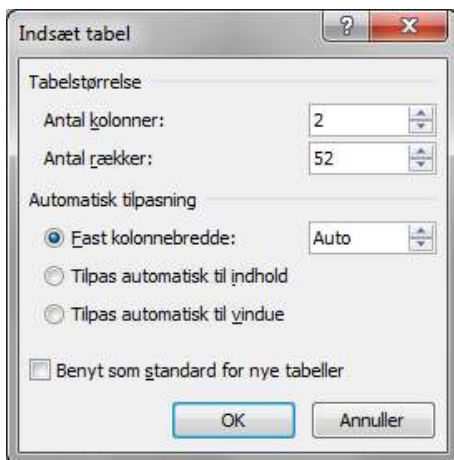 Indsæt tabel
Tabelstørrelse
Antal kolonner: 2
Antal rækker: 52
Automatisk tilpasning
Fast kolonnebredde: Auto
Tilpas automatisk til indhold
Tilpas automatisk til vindue
Benyt som standard for nye tabeller
OK Annuller